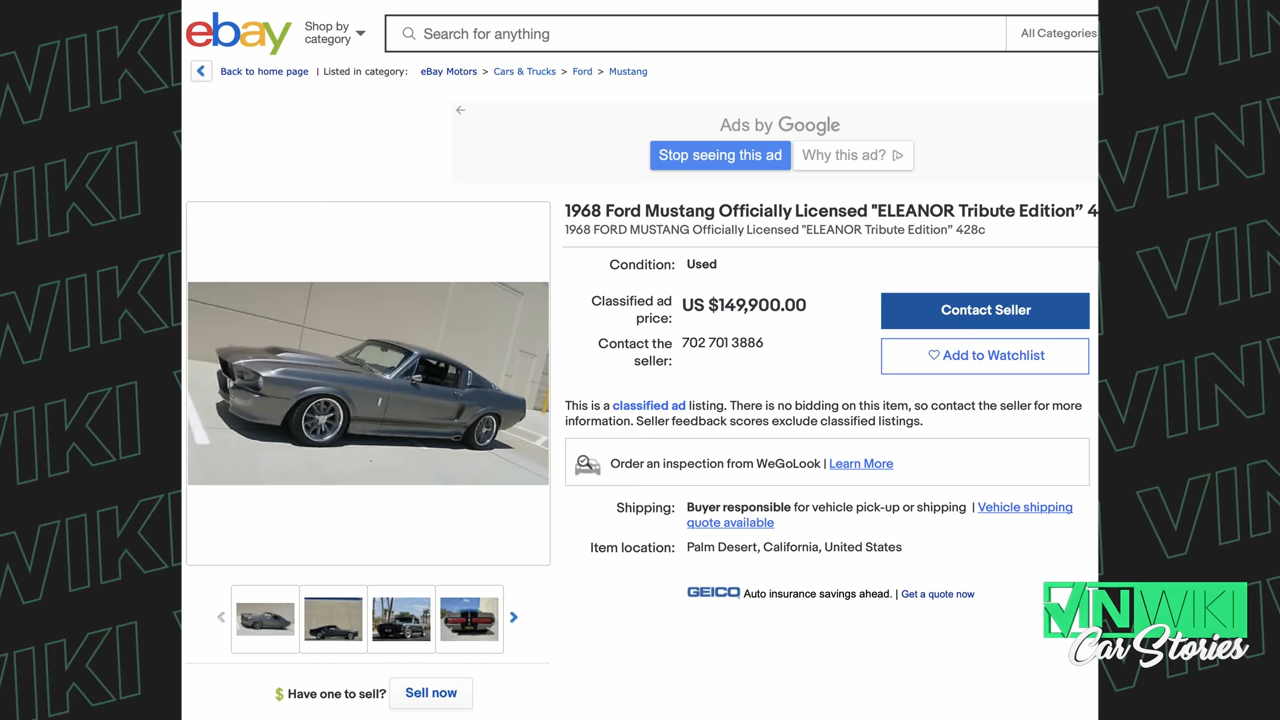 ebay
Shop by
category
Search for anything
All Categories
Back to home page | Listed in category: eBay Motors > Cars & Trucks > Ford > Mustang
Ads by Google
Stop seeing this ad
Why this ad?
1968 Ford Mustang Officially Licensed "ELEANOR Tribute Edition” 4
1968 FORD MUSTANG Officially Licensed "ELEANOR Tribute Edition” 428c
Condition: Used
Classified ad
price:
US $149,900.00
Contact Seller
Contact the
seller:
702 701 3886
Add to Watchlist
This is a classified ad listing. There is no bidding on this item, so contact the seller for more
information. Seller feedback scores exclude classified listings.
Order an inspection from WeGoLook | Learn More
Shipping: Buyer responsible for vehicle pick-up or shipping | Vehicle shipping
quote available
Item location: Palm Desert, California, United States
GEICO Auto insurance savings ahead. | Get a quote now
Have one to sell? Sell now
VINWIKI
Car Stories